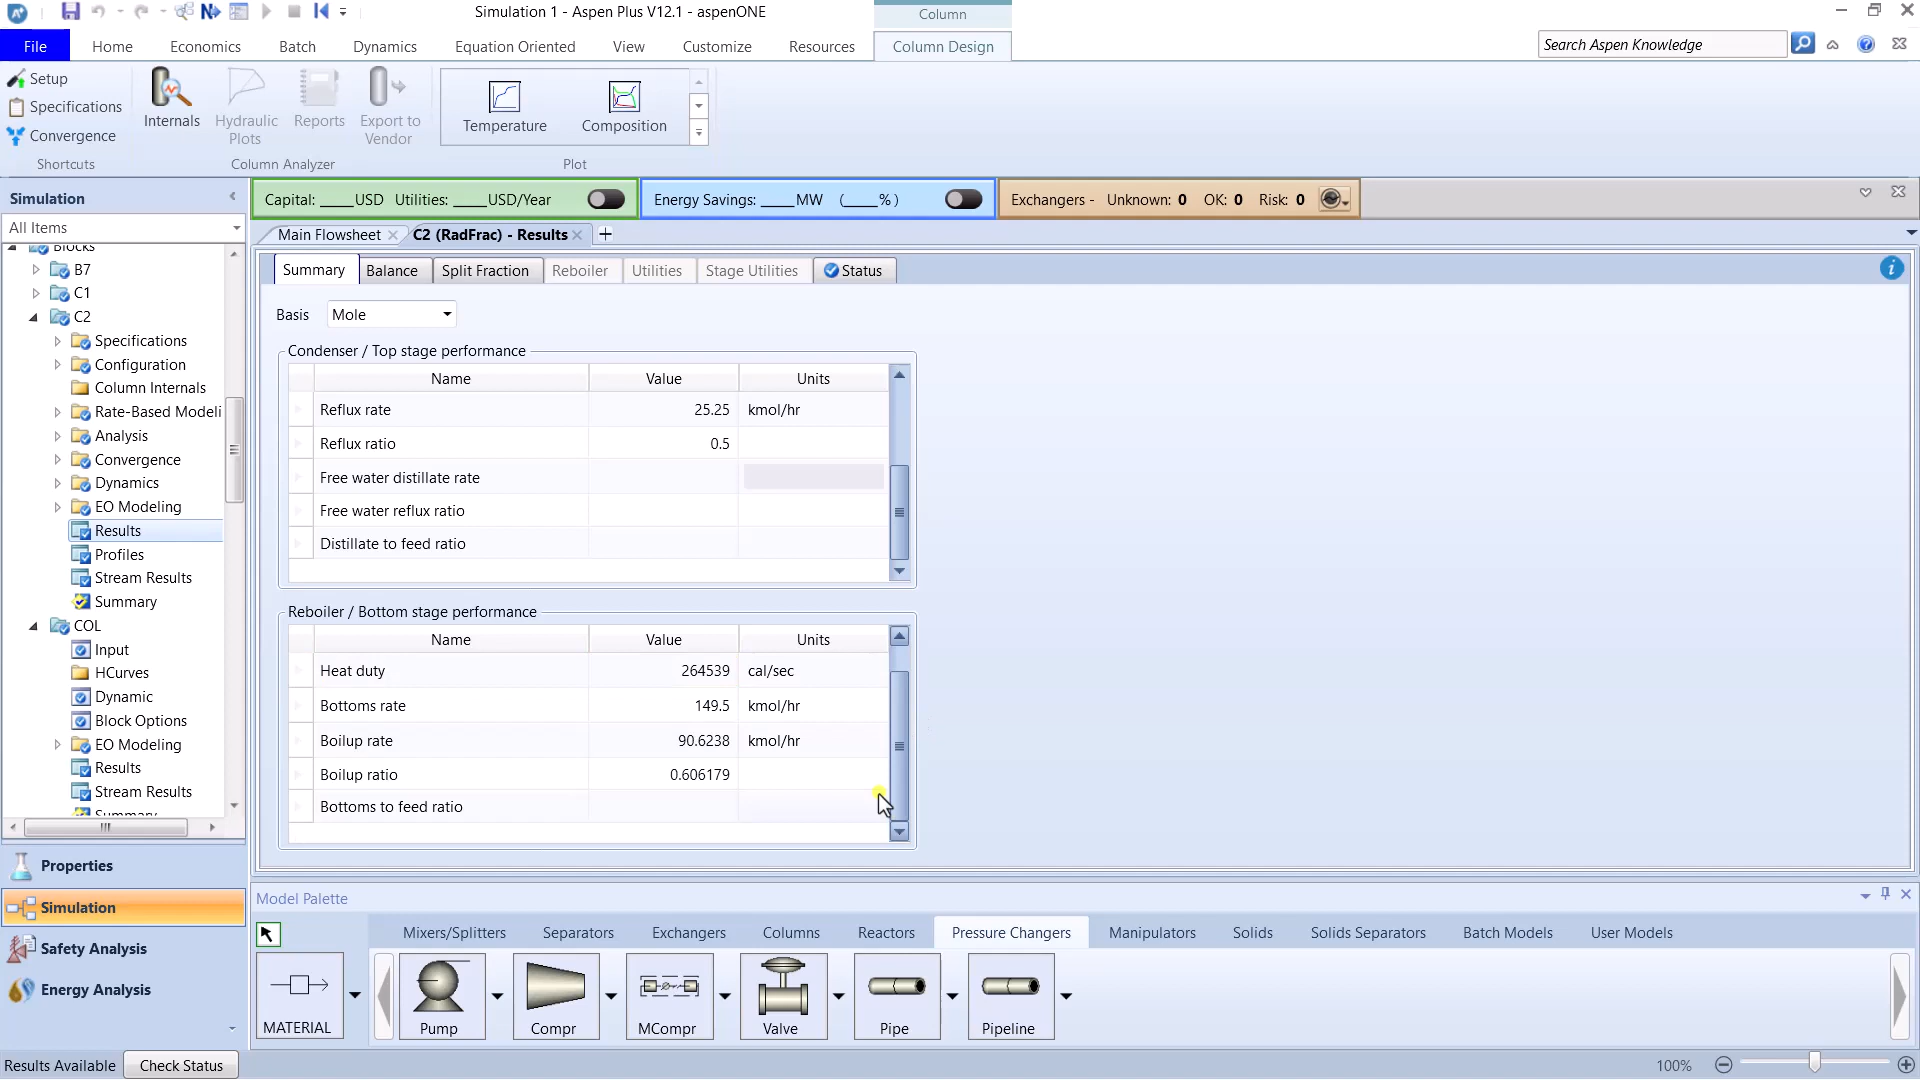 Simulation 1 - Aspen Plus V12.1 - aspenONE
Column
File
Home
Economics
Batch
Dynamics
Equation Oriented
View
Customize
Resources
Column Design
Search Aspen Knowledge
Setup
Specifications
Convergence
Shortcuts
Internals
Hydraulic
Plots
Reports
Export to
Vendor
Column Analyzer
Temperature
Composition
Plot
Simulation
All Items
Capital: ____USD Utilities: ____USD/Year
Energy Savings: ____MW (____%)
Exchangers - Unknown: 0 OK: 0 Risk: 0
Main Flowsheet
C2 (RadFrac) - Results
Blocks
B7
C1
C2
Specifications
Configuration
Column Internals
Rate-Based Modeli
Analysis
Convergence
Dynamics
EO Modeling
Results
Profiles
Stream Results
Summary
COL
Input
HCurves
Dynamic
Block Options
EO Modeling
Results
Stream Results
Summary
Summary
Balance
Split Fraction
Reboiler
Utilities
Stage Utilities
Status
Basis
Mole
Condenser / Top stage performance
Name Value Units
Reflux rate 25.25 kmol/hr
Reflux ratio 0.5
Free water distillate rate
Free water reflux ratio
Distillate to feed ratio
Reboiler / Bottom stage performance
Name Value Units
Heat duty 264539 cal/sec
Bottoms rate 149.5 kmol/hr
Boilup rate 90.6238 kmol/hr
Boilup ratio 0.606179
Bottoms to feed ratio
Properties
Simulation
Safety Analysis
Energy Analysis
Model Palette
Mixers/Splitters
Separators
Exchangers
Columns
Reactors
Pressure Changers
Manipulators
Solids
Solids Separators
Batch Models
User Models
MATERIAL
Pump
Compr
MCompr
Valve
Pipe
Pipeline
Results Available
Check Status
100%